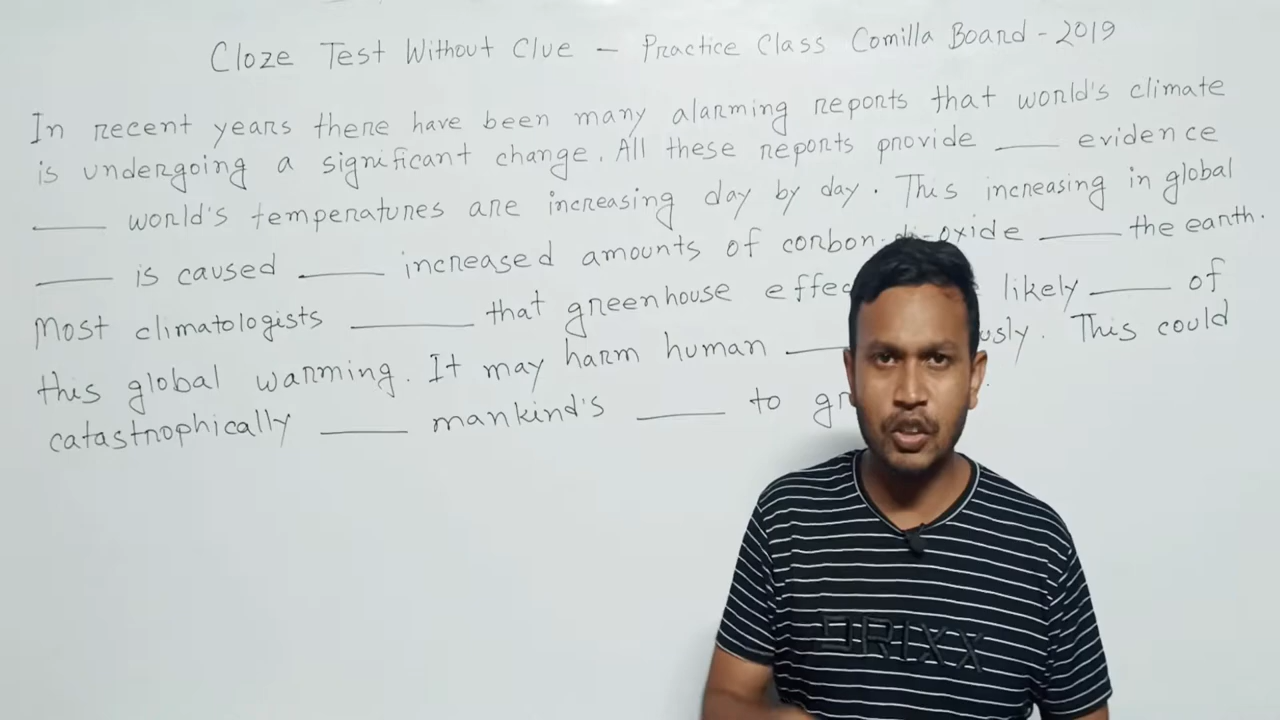 Cloze Test Without Clue – Practice Class Comilla Board - 2019
In recent years there have been many alarming reports that world's climate
is undergoing a significant change. All these reports provide ____ evidence
____ world's temperatures are increasing day by day. This increasing in global
____ is caused ____ increased amounts of corbon-di-oxide ____ the earth.
Most climatologists ____ that greenhouse likely ____ of
this global warming. It may harm human ____ This could
catastrophically ____ mankind's ____ to
DRIXX